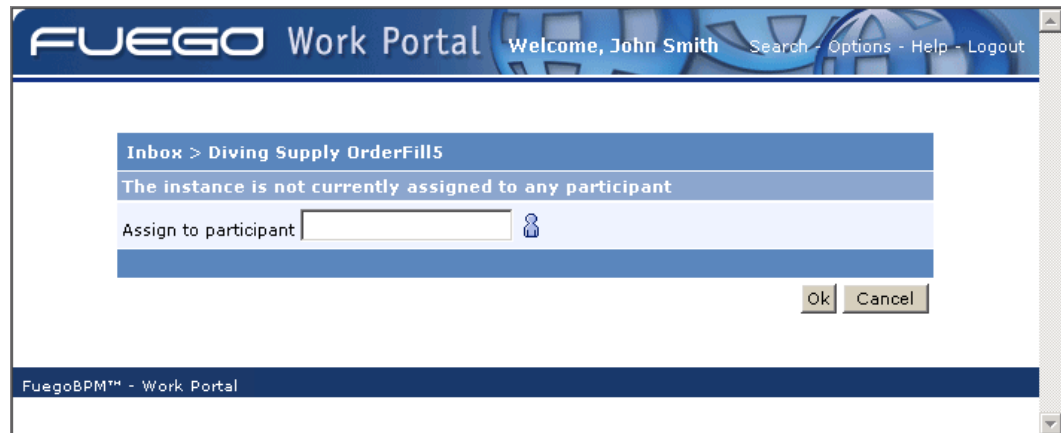 FUEGO Work Portal Welcome, John Smith Search - Options - Help - Logout
Inbox > Diving Supply OrderFill5
The instance is not currently assigned to any participant
Assign to participant
Ok Cancel
FuegoBPM™ - Work Portal